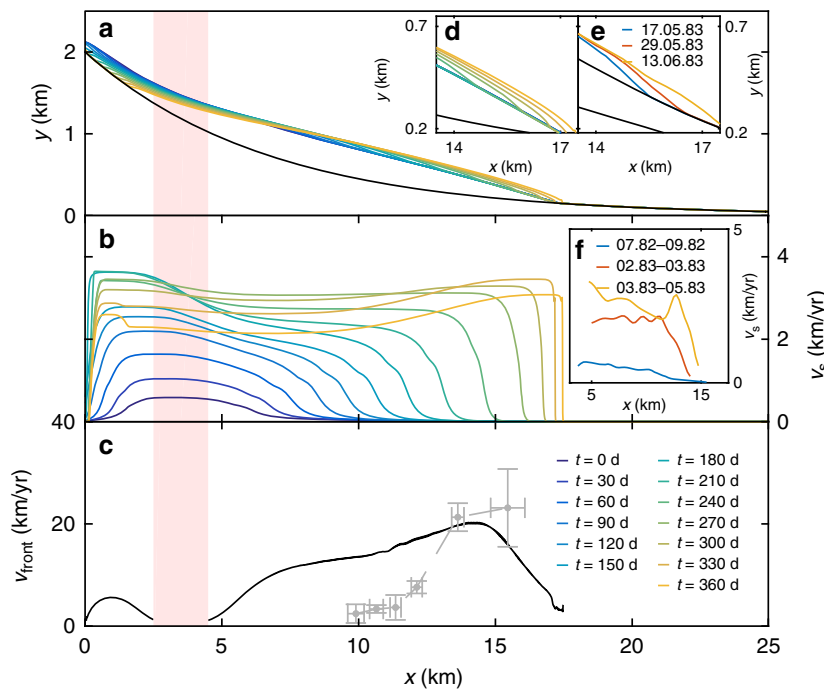 a
2
1
0
y (km)
d
0.7
0.2
y (km)
14
17
x (km)
e
17.05.83
29.05.83
13.06.83
0.7
0.2
y (km)
14
17
x (km)
b
4
2
0
v_s (km/yr)
f
07.82–09.82
02.83–03.83
03.83–05.83
5
0
v_s (km/yr)
5
15
x (km)
c
40
20
0
v_front (km/yr)
t = 0 d
t = 30 d
t = 60 d
t = 90 d
t = 120 d
t = 150 d
t = 180 d
t = 210 d
t = 240 d
t = 270 d
t = 300 d
t = 330 d
t = 360 d
0 5 10 15 20 25
x (km)